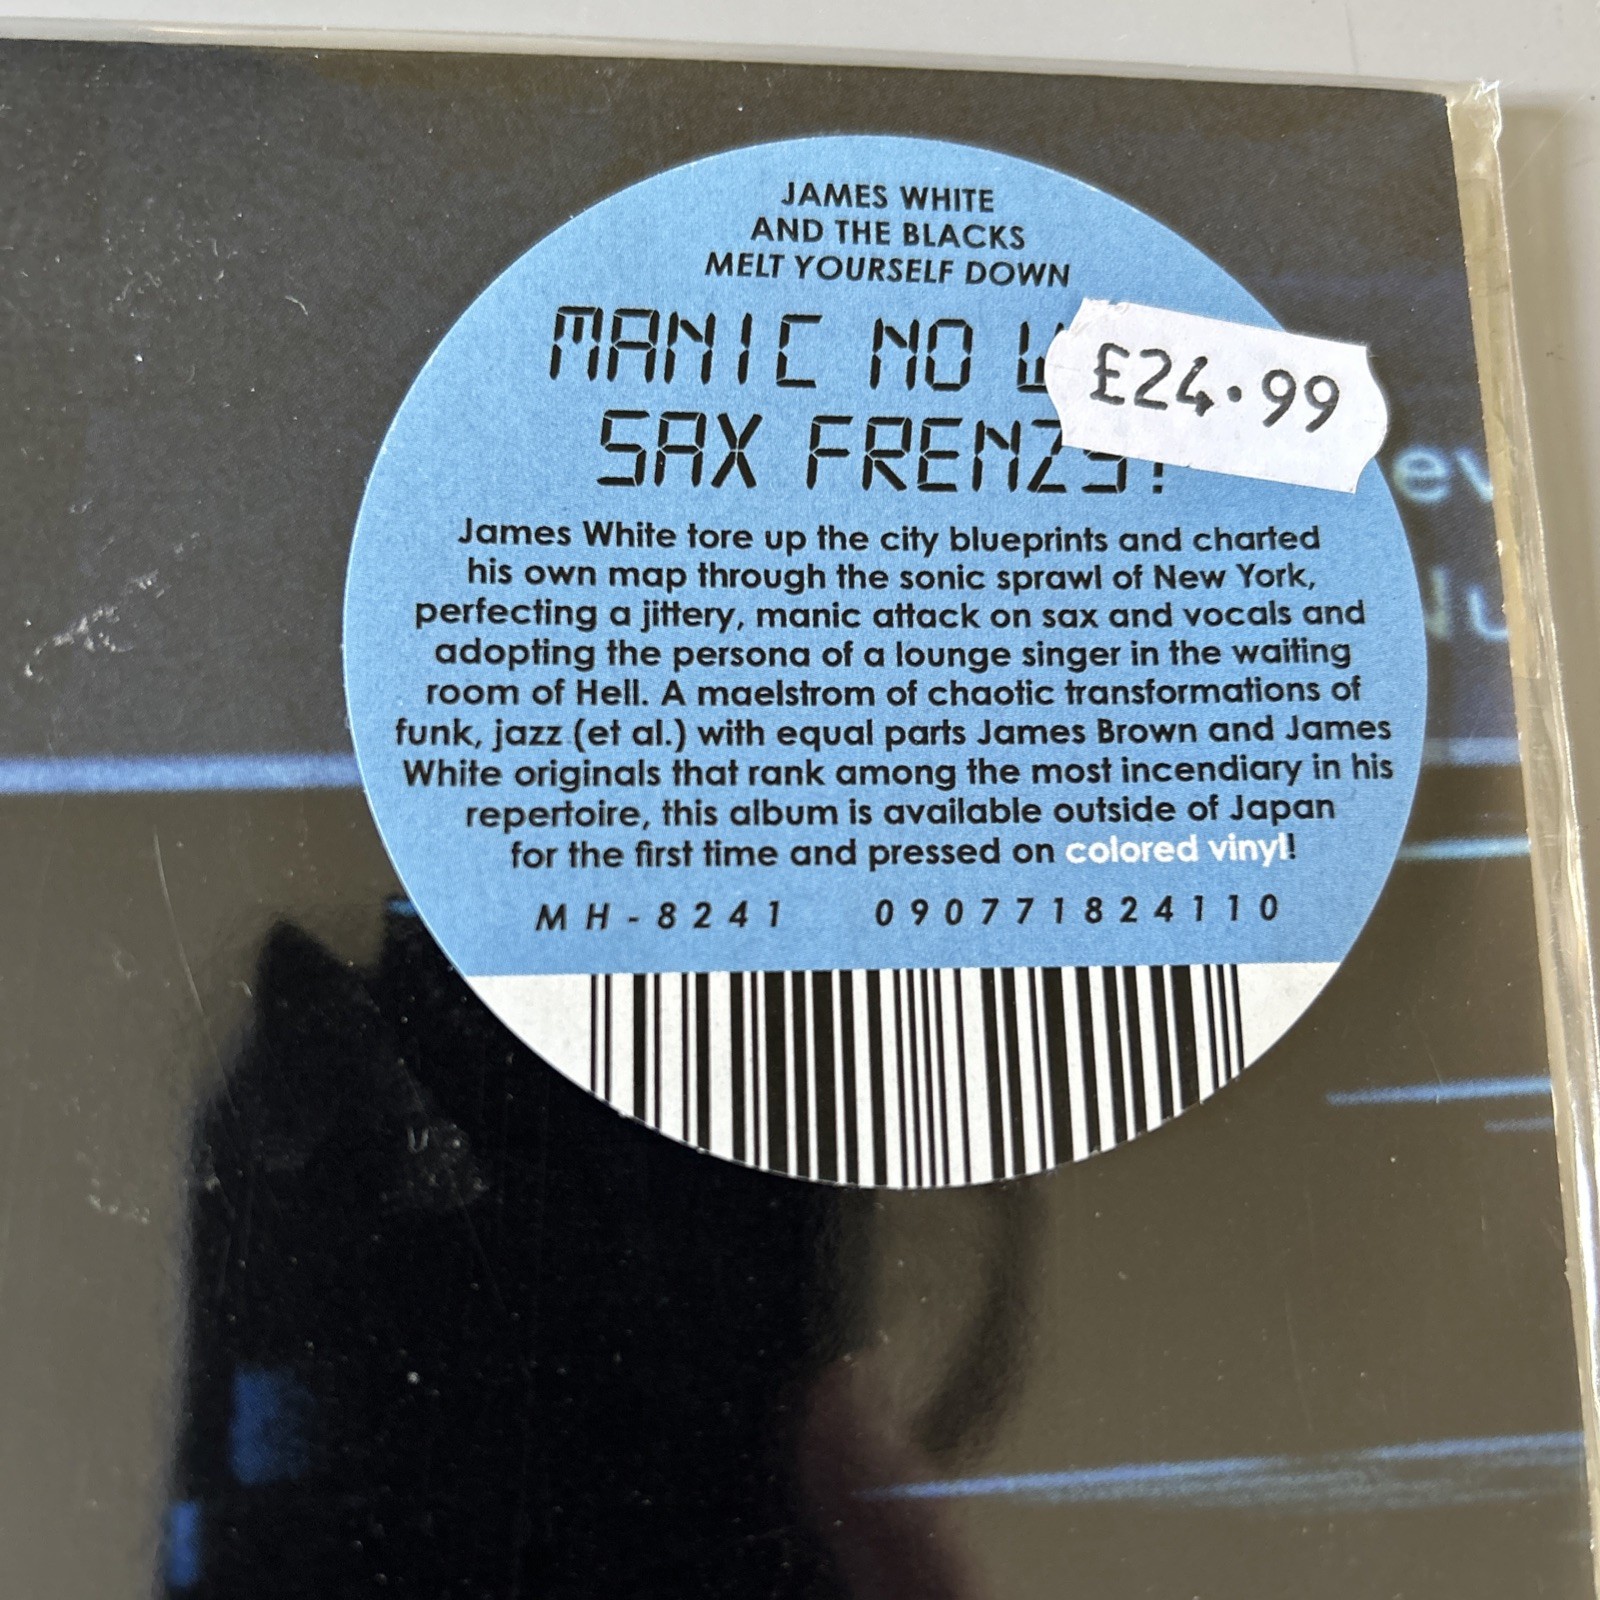 JAMES WHITE
AND THE BLACKS
MELT YOURSELF DOWN
MANIC NO
SAX FRENZY!
£24.99
James White tore up the city blueprints and charted
his own map through the sonic sprawl of New York,
perfecting a jittery, manic attack on sax and vocals and
adopting the persona of a lounge singer in the waiting
room of Hell. A maelstrom of chaotic transformations of
funk, jazz (et al.) with equal parts James Brown and James
White originals that rank among the most incendiary in his
repertoire, this album is available outside of Japan
for the first time and pressed on colored vinyl!
MH-8241 090771824110